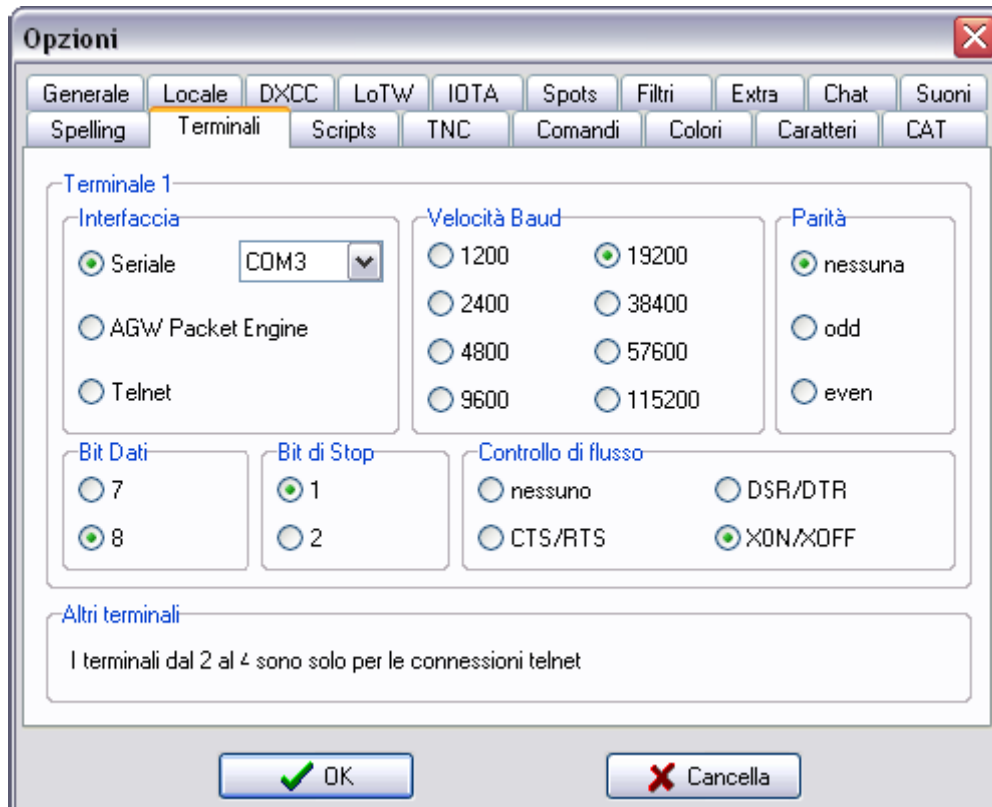 Opzioni
Generale Locale DXCC LoTW IOTA Spots Filtri Extra Chat Suoni
Spelling Terminali Scripts TNC Comandi Colori Caratteri CAT
Terminale 1
Interfaccia
Seriale COM3
AGW Packet Engine
Telnet
Velocità Baud
1200 19200
2400 38400
4800 57600
9600 115200
Parità
nessuna
odd
even
Bit Dati
7
8
Bit di Stop
1
2
Controllo di flusso
nessuno DSR/DTR
CTS/RTS XON/XOFF
Altri terminali
I terminali dal 2 al 4 sono solo per le connessioni telnet
OK Cancella